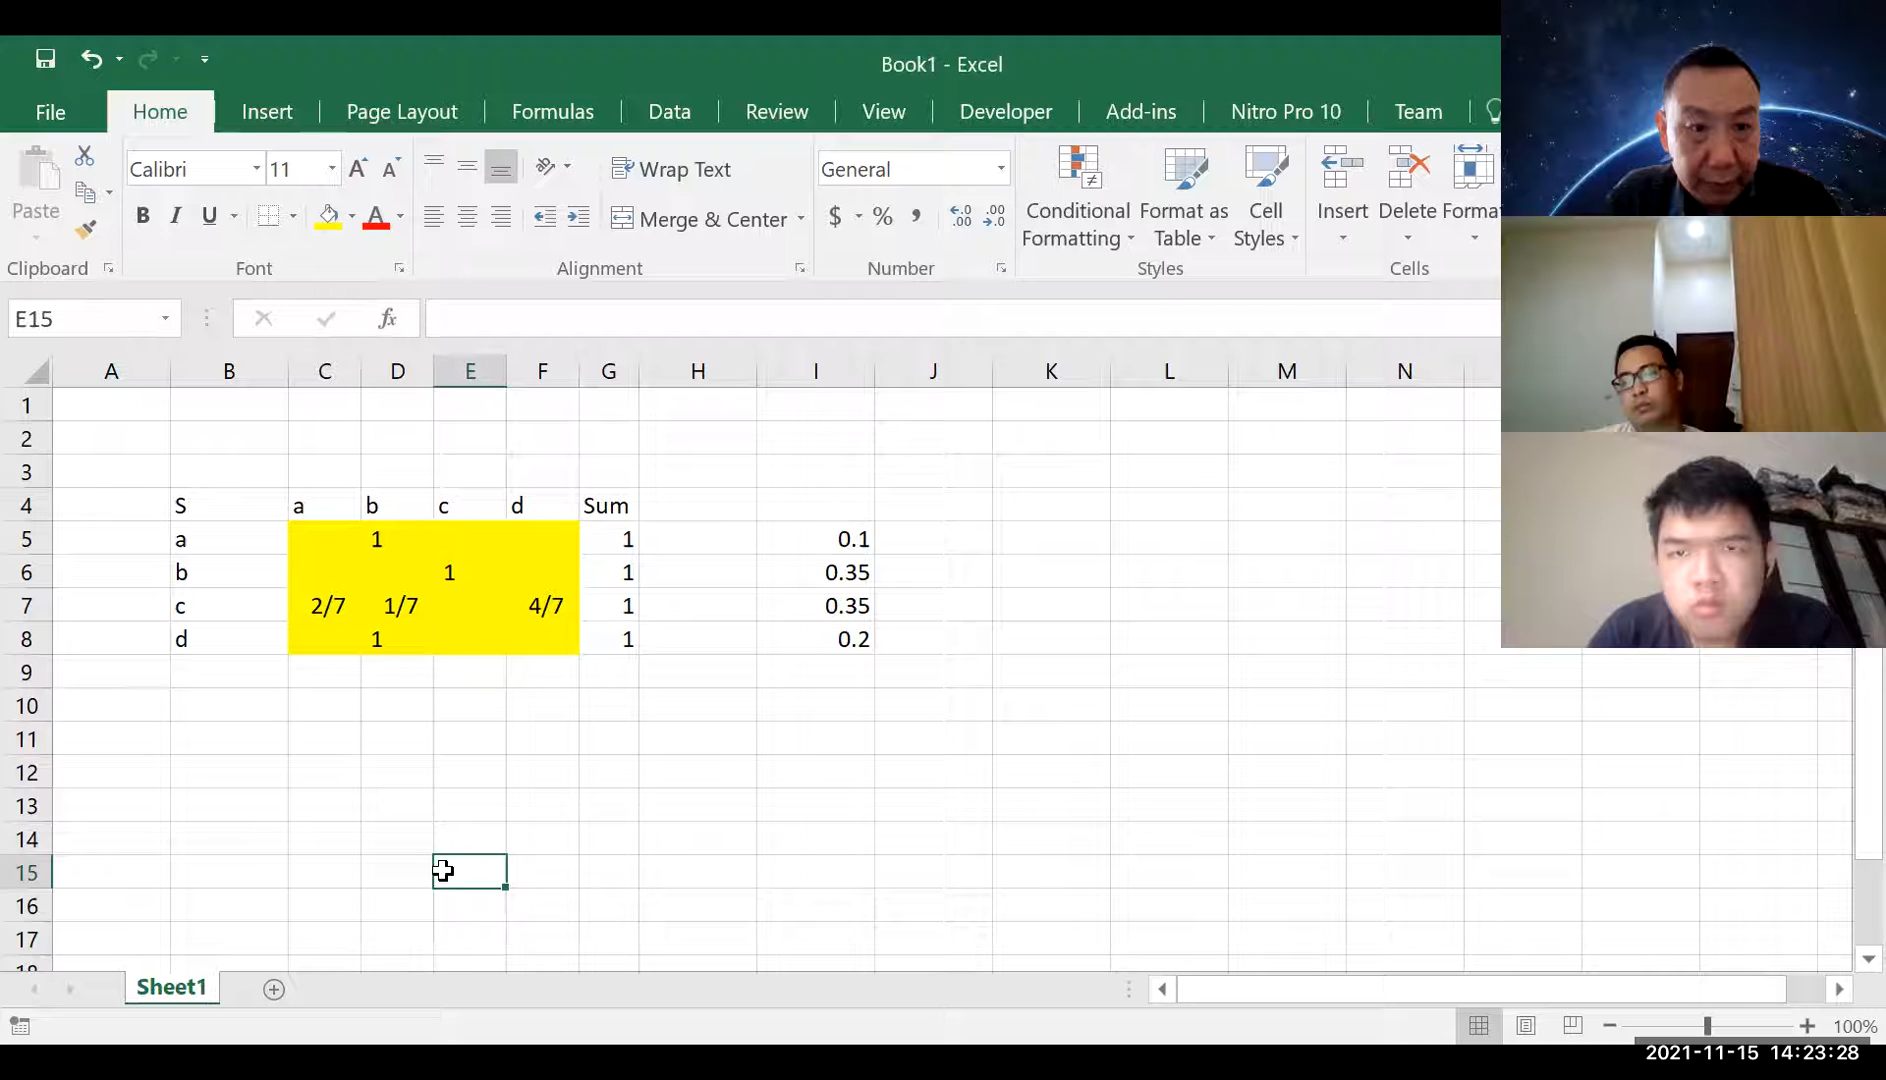 Book1 - Excel
File Home Insert Page Layout Formulas Data Review View Developer Add-ins Nitro Pro 10 Team
Calibri 11 Wrap Text General
Paste B I U A Merge & Center $ % Conditional Formatting Format as Table Cell Styles Insert Delete Forma
Clipboard Font Alignment Number Styles Cells
E15 fx
A B C D E F G H I J K L M N
1
2
3
4 S a b c d Sum
5 a 1 1 0.1
6 b 1 1 0.35
7 c 2/7 1/7 4/7 1 0.35
8 d 1 1 0.2
9
10
11
12
13
14
15
16
17
Sheet1
100%
2021-11-15 14:23:28